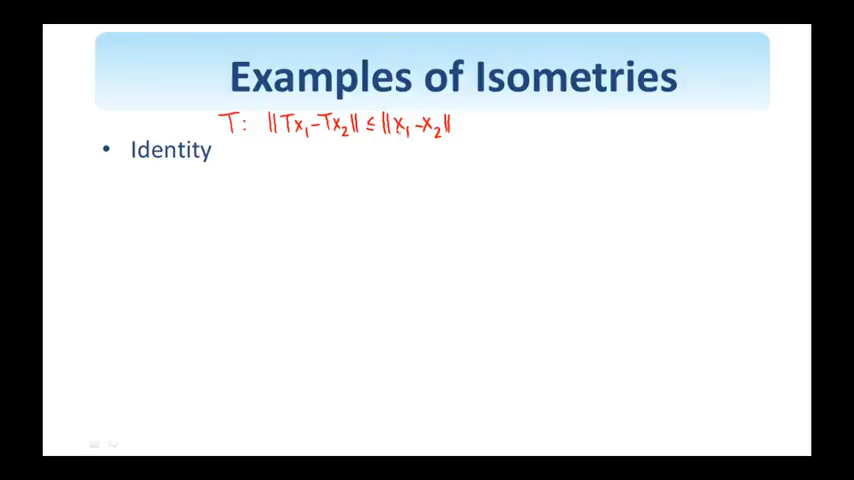 Examples of Isometries
T: ||Tx₁-Tx₂|| ≤ ||x₁-x₂||
• Identity